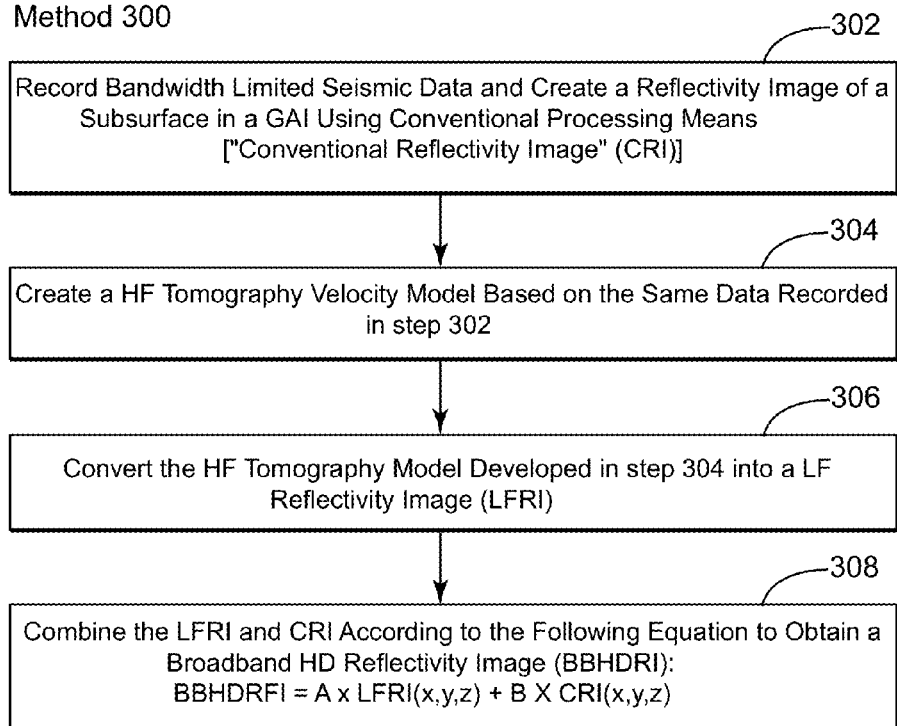 Method 300
302
Record Bandwidth Limited Seismic Data and Create a Reflectivity Image of a
Subsurface in a GAI Using Conventional Processing Means
["Conventional Reflectivity Image" (CRI)]
304
Create a HF Tomography Velocity Model Based on the Same Data Recorded
in step 302
306
Convert the HF Tomography Model Developed in step 304 into a LF
Reflectivity Image (LFRI)
308
Combine the LFRI and CRI According to the Following Equation to Obtain a
Broadband HD Reflectivity Image (BBHDRI):
BBHDRFI = A x LFRI(x,y,z) + B X CRI(x,y,z)